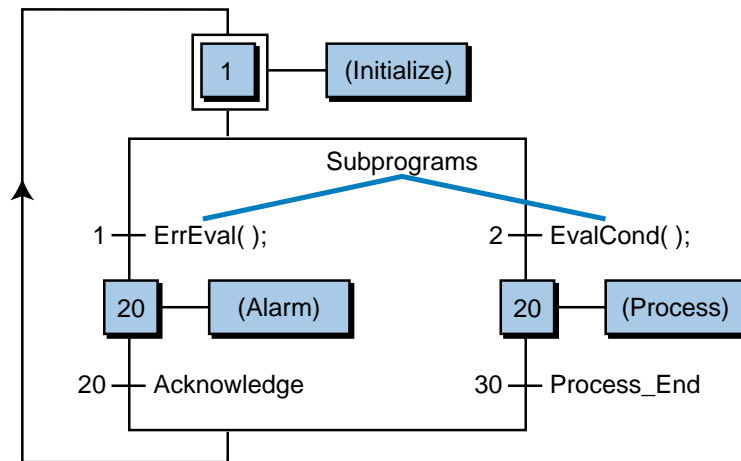 1 (Initialize)
Subprograms
1 ErrEval( ); 2 EvalCond( );
20 (Alarm) 20 (Process)
20 Acknowledge 30 Process_End